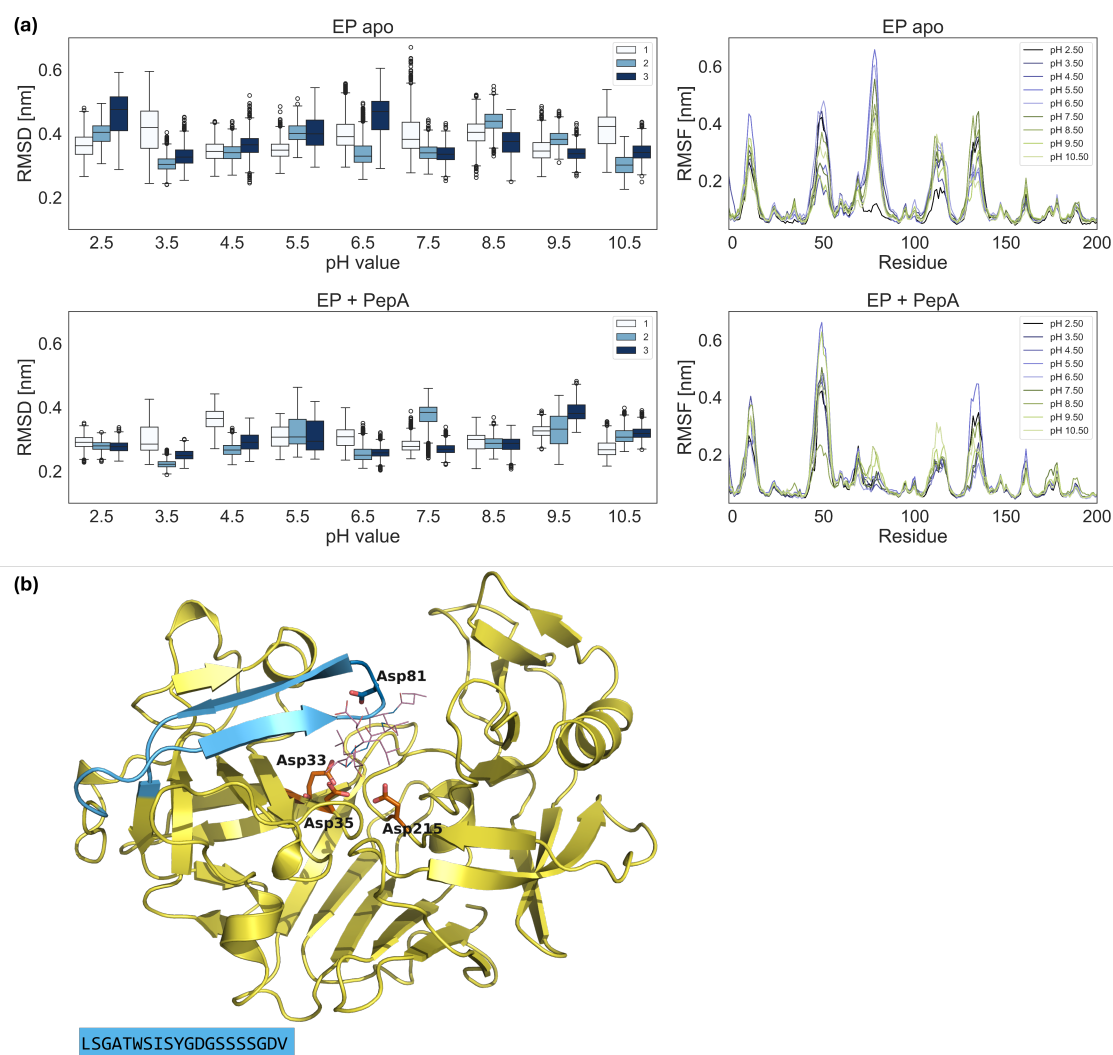 (a)
EP apo
RMSD [nm]
0.6
0.4
0.2
1
2
3
2.5 3.5 4.5 5.5 6.5 7.5 8.5 9.5 10.5
pH value
EP apo
RMSF [nm]
0.6
0.4
0.2
pH 2.50
pH 3.50
pH 4.50
pH 5.50
pH 6.50
pH 7.50
pH 8.50
pH 9.50
pH 10.50
0 50 100 150 200
Residue
EP + PepA
RMSD [nm]
0.6
0.4
0.2
1
2
3
2.5 3.5 4.5 5.5 6.5 7.5 8.5 9.5 10.5
pH value
EP + PepA
RMSF [nm]
0.6
0.4
0.2
pH 2.50
pH 3.50
pH 4.50
pH 5.50
pH 6.50
pH 7.50
pH 8.50
pH 9.50
pH 10.50
0 50 100 150 200
Residue
(b)
Asp81
Asp33
Asp35
Asp215
LSGATWSISYGDGSSSSGDV